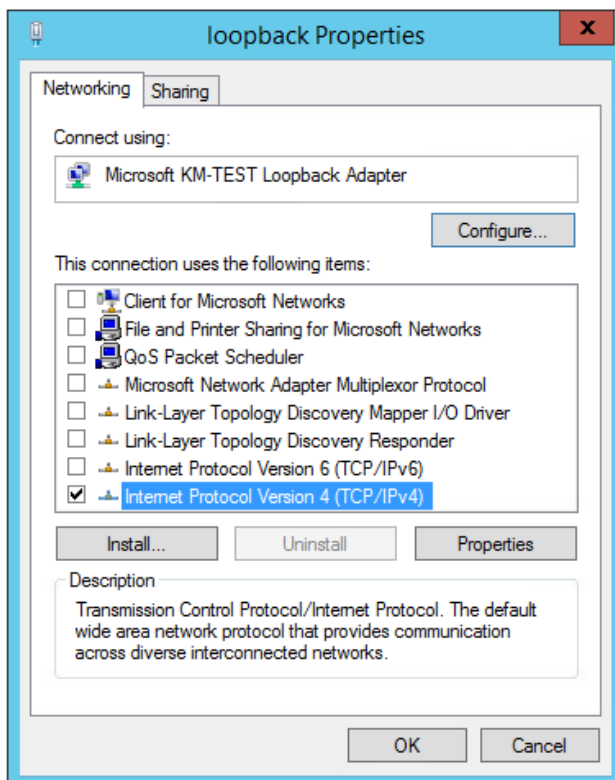 loopback Properties
x
Networking
Sharing
Connect using:
Microsoft KM-TEST Loopback Adapter
Configure...
This connection uses the following items:
Client for Microsoft Networks
File and Printer Sharing for Microsoft Networks
QoS Packet Scheduler
Microsoft Network Adapter Multiplexor Protocol
Link-Layer Topology Discovery Mapper I/O Driver
Link-Layer Topology Discovery Responder
Internet Protocol Version 6 (TCP/IPv6)
Internet Protocol Version 4 (TCP/IPv4)
Install...
Uninstall
Properties
Description
Transmission Control Protocol/Internet Protocol. The default
wide area network protocol that provides communication
across diverse interconnected networks.
OK
Cancel